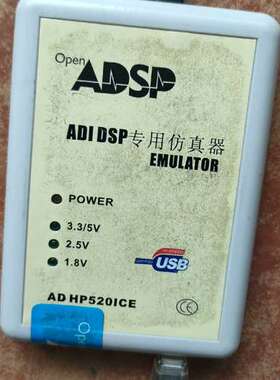 Open
ADSP
ADI DSP专用仿真器
EMULATOR
POWER
3.3/5V
2.5V
1.8V
USB
AD HP520ICE
CE
Op